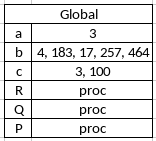 Global
a 3
b 4, 183, 17, 257, 464
c 3, 100
R proc
Q proc
P proc